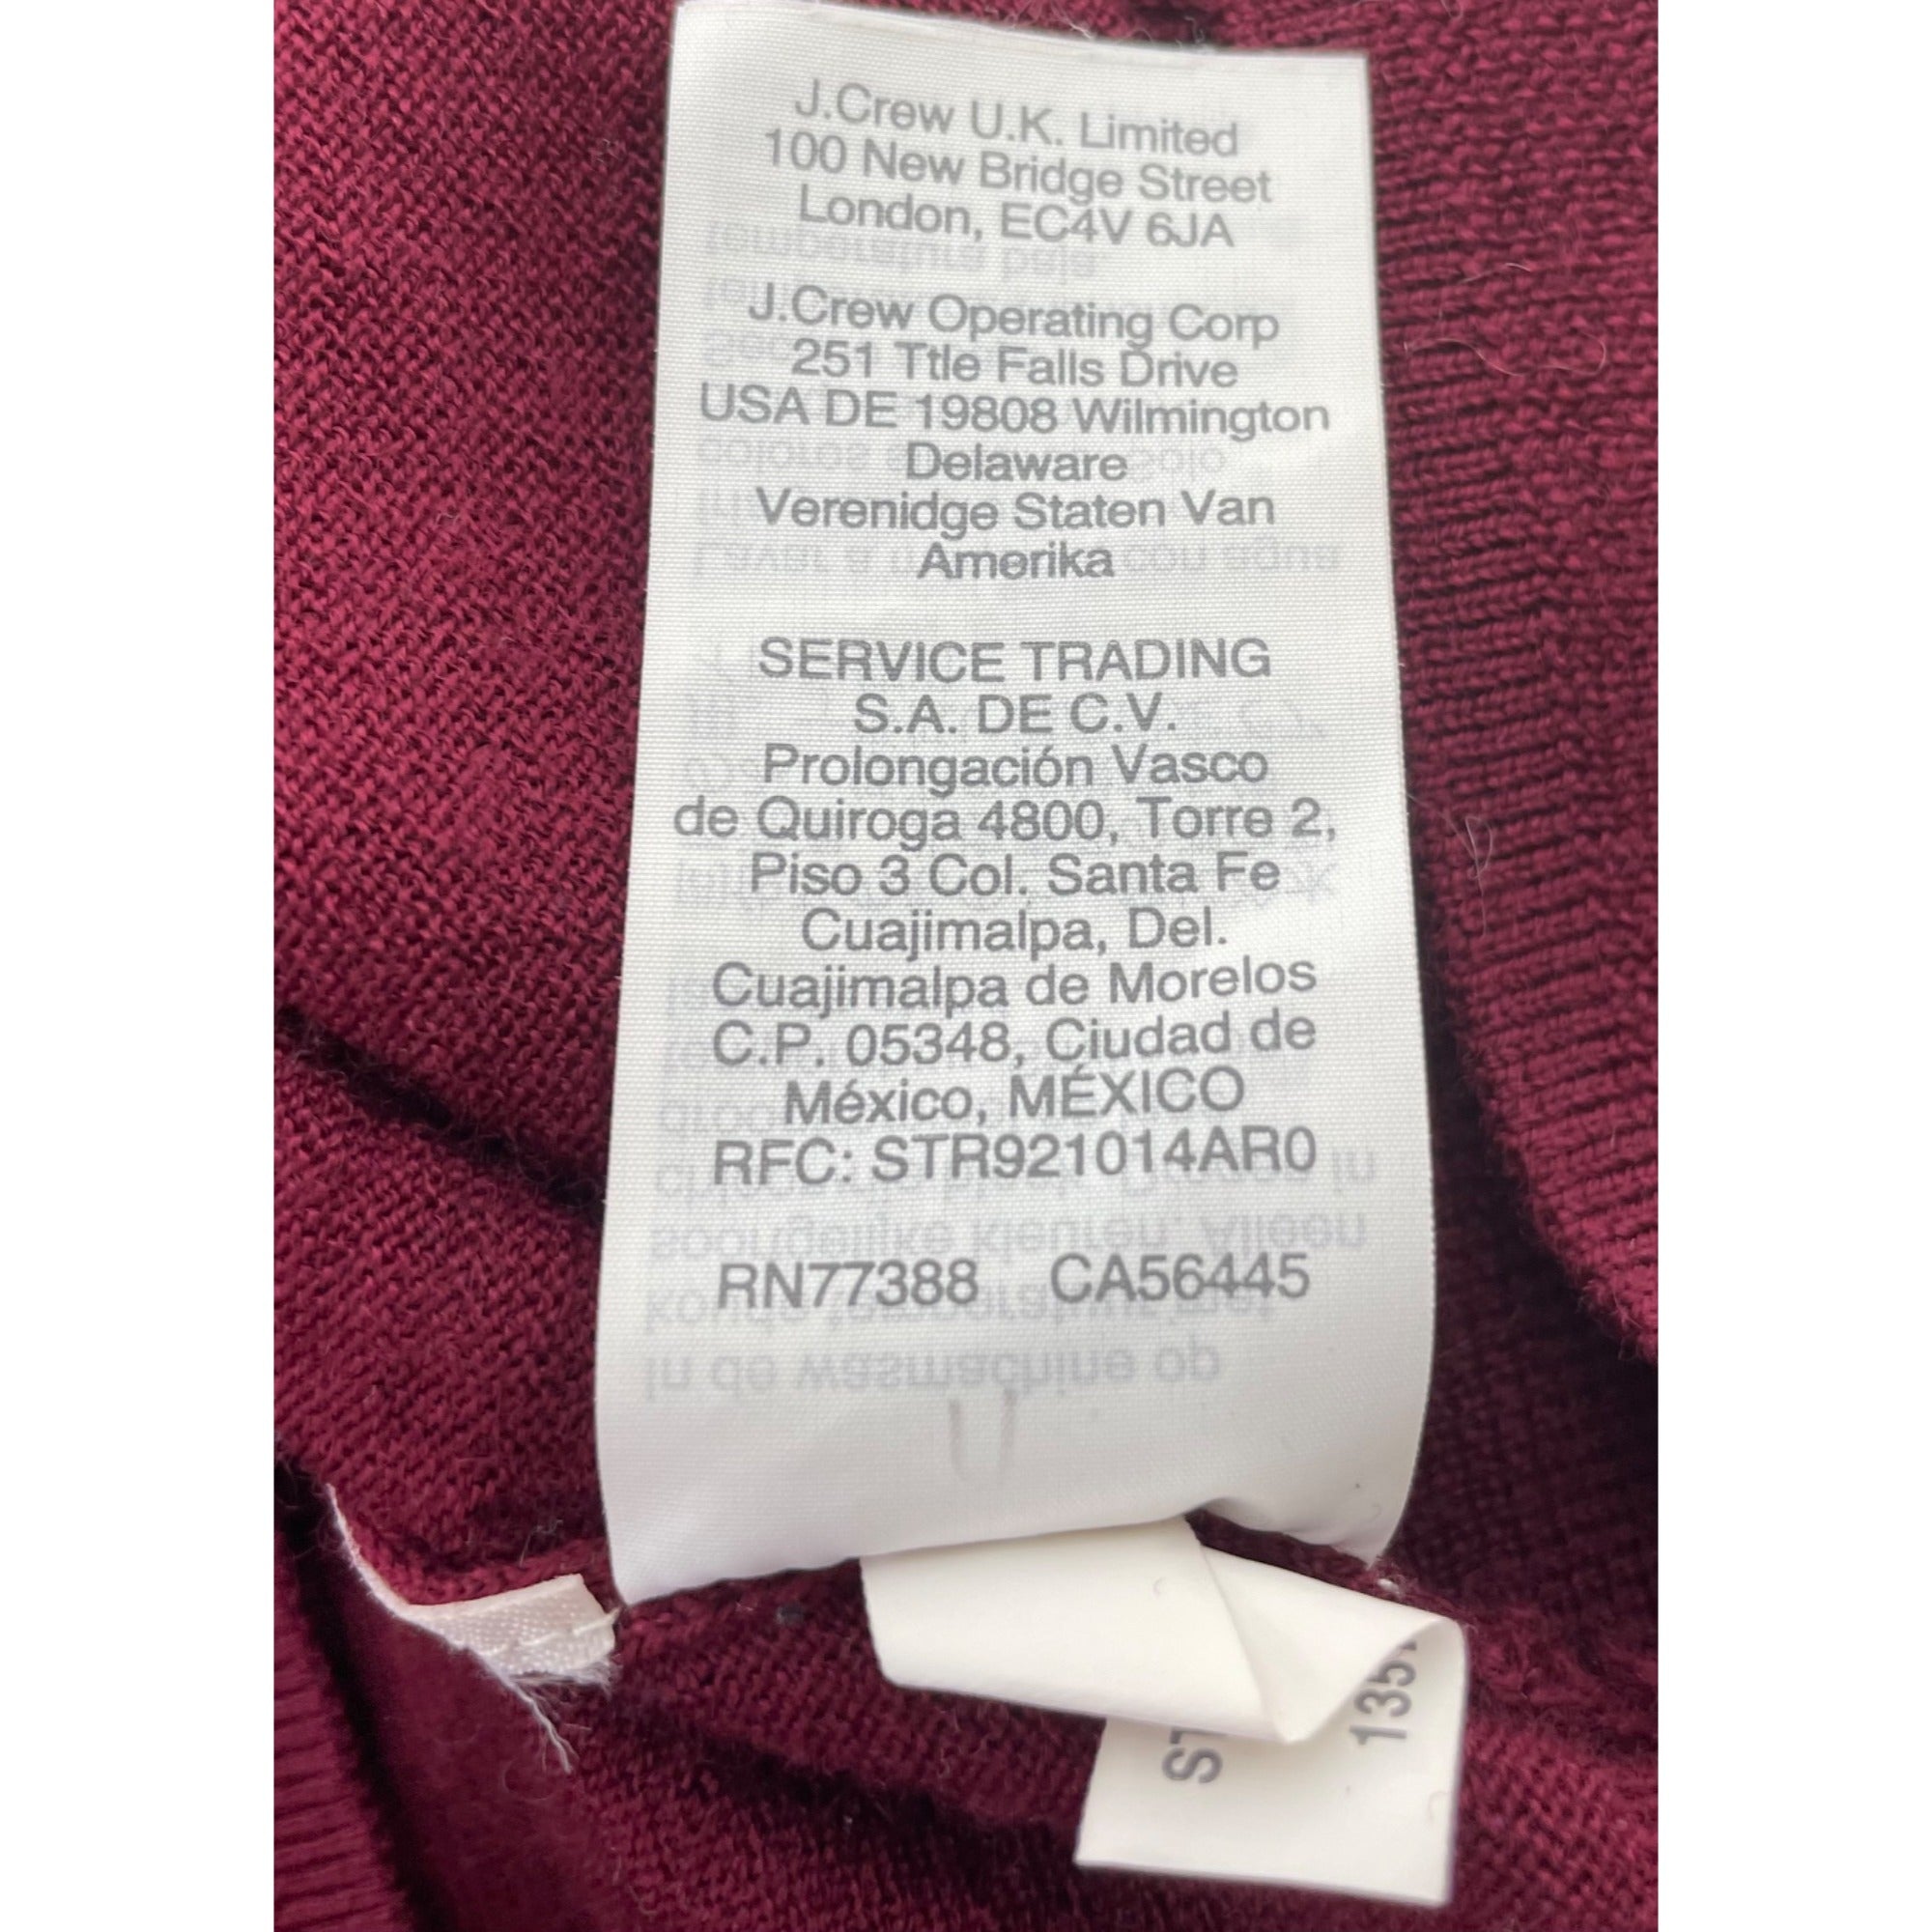 J.Crew U.K. Limited
100 New Bridge Street
London, EC4V 6JA
J.Crew Operating Corp
251 Ttle Falls Drive
USA DE 19808 Wilmington
Delaware
Verenidge Staten Van
Amerika
SERVICE TRADING
S.A. DE C.V.
Prolongación Vasco
de Quiroga 4800, Torre 2,
Piso 3 Col. Santa Fe
Cuajimalpa, Del.
Cuajimalpa de Morelos
C.P. 05348, Ciudad de
México, MÉXICO
RFC: STR921014AR0
RN77388 CA56445